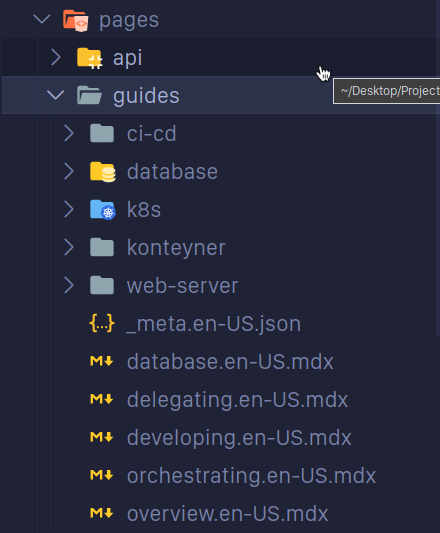 pages
api
~/Desktop/Project
guides
ci-cd
database
k8s
konteyner
web-server
_meta.en-US.json
database.en-US.mdx
delegating.en-US.mdx
developing.en-US.mdx
orchestrating.en-US.mdx
overview.en-US.mdx